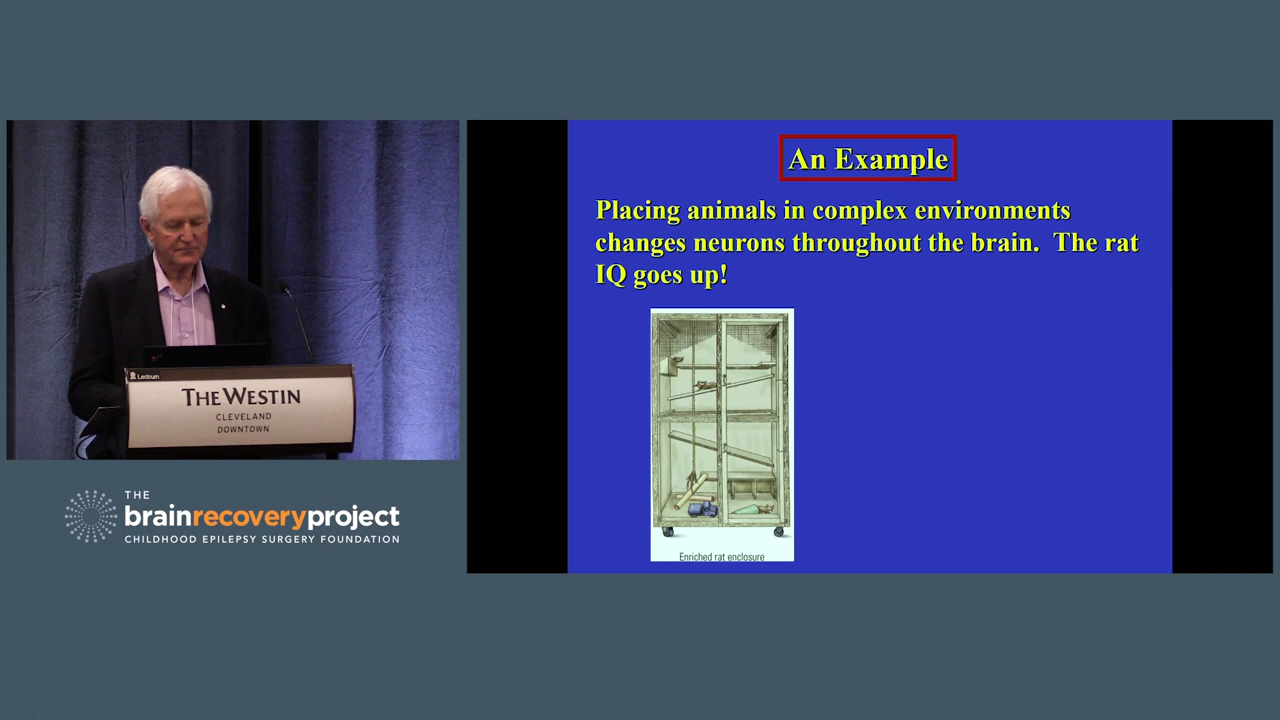 An Example
Placing animals in complex environments
changes neurons throughout the brain. The rat
IQ goes up!
Enriched rat enclosure
Lectrum
THE WESTIN
CLEVELAND
DOWNTOWN
THE
brainrecoveryproject
CHILDHOOD EPILEPSY SURGERY FOUNDATION